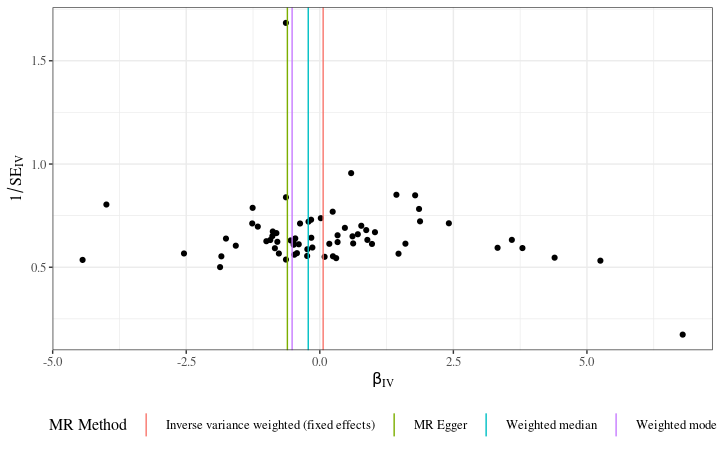 1.5
1.0
0.5
1/SE_IV
-5.0 -2.5 0.0 2.5 5.0
β_IV
MR Method Inverse variance weighted (fixed effects) MR Egger Weighted median Weighted mode